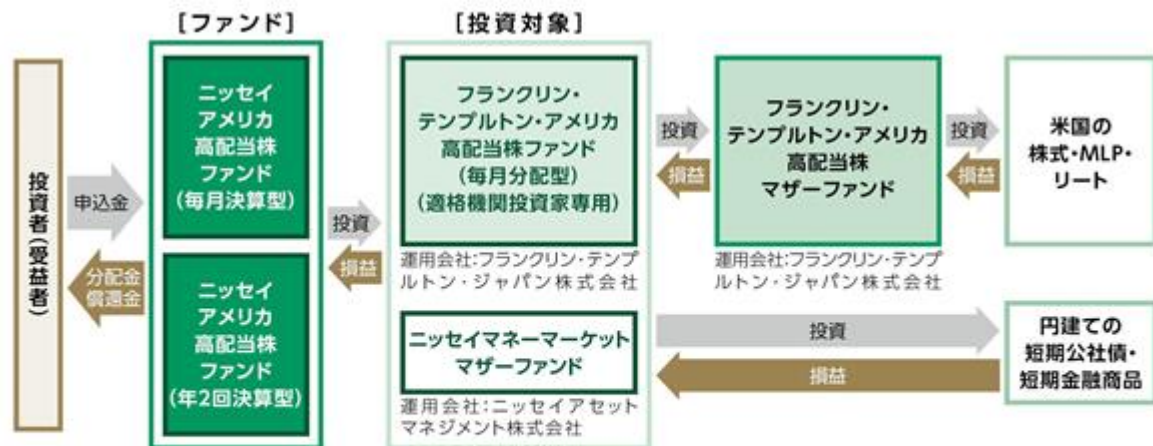 ［ファンド］
［投資対象］
投資者(受益者)
申込金
分配金
償還金
ニッセイ
アメリカ
高配当株
ファンド
(毎月決算型)
ニッセイ
アメリカ
高配当株
ファンド
(年2回決算型)
投資
損益
フランクリン・
テンプルトン・アメリカ
高配当株ファンド
(毎月分配型)
(適格機関投資家専用)
運用会社:フランクリン・テンプ
ルトン・ジャパン株式会社
投資
損益
フランクリン・
テンプルトン・アメリカ
高配当株
マザーファンド
運用会社:フランクリン・テンプ
ルトン・ジャパン株式会社
投資
損益
米国の
株式・MLP・
リート
ニッセイマネーマーケット
マザーファンド
運用会社:ニッセイアセット
マネジメント株式会社
投資
損益
円建ての
短期公社債・
短期金融商品